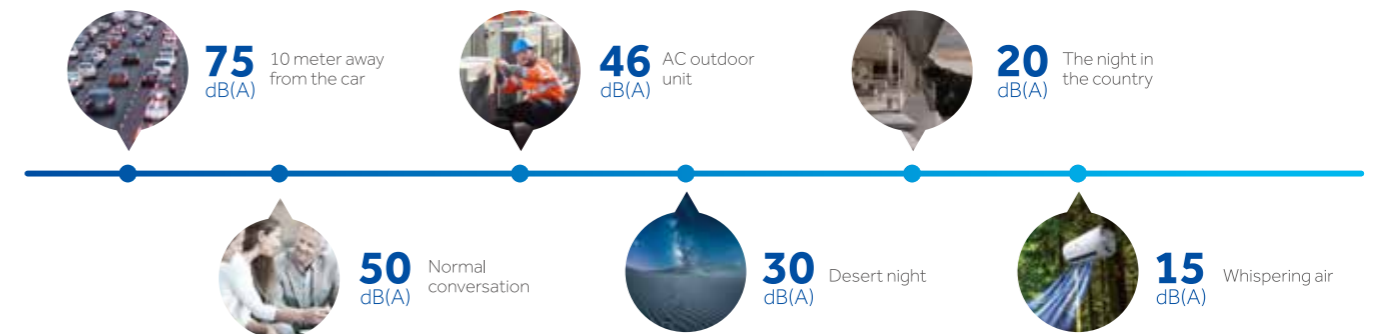 75
dB(A)
10 meter away
from the car
46
dB(A)
AC outdoor
unit
20
dB(A)
The night in
the country
50
dB(A)
Normal
conversation
30
dB(A)
Desert night
15
dB(A)
Whispering air